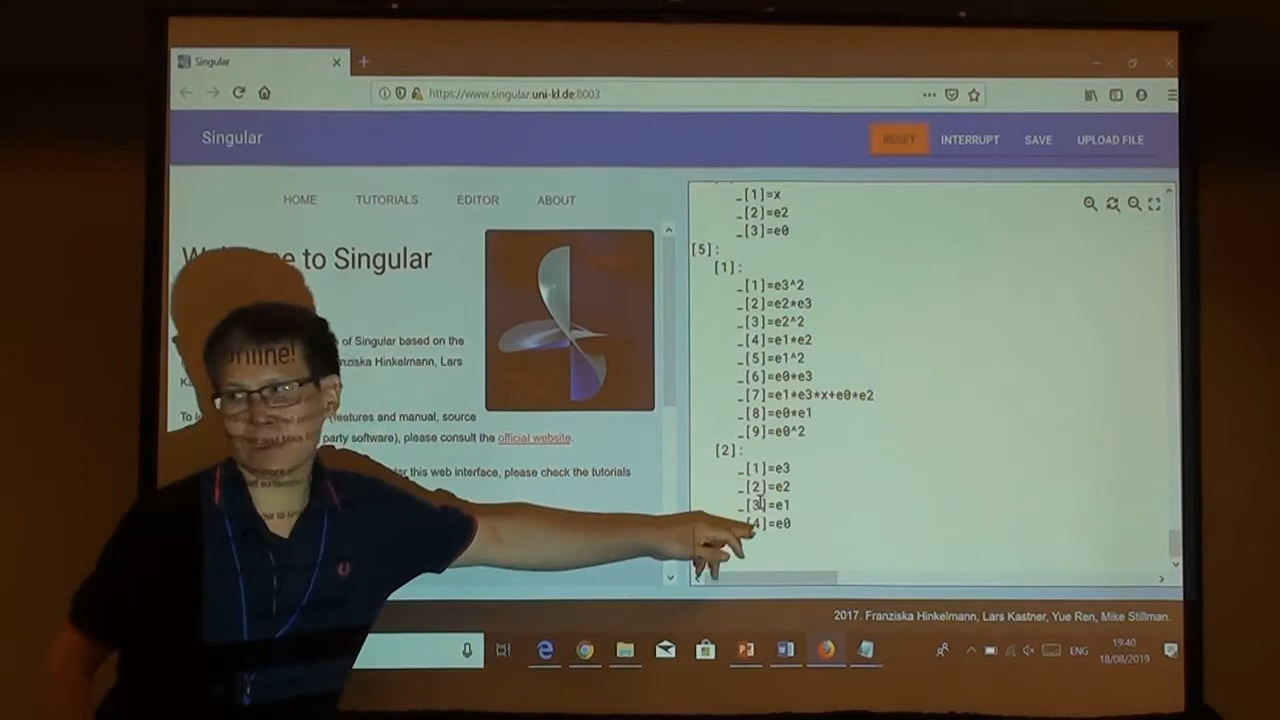 Singular
https://www.singular.uni-kl.de:8003
Singular
RESET INTERRUPT SAVE UPLOAD FILE
HOME TUTORIALS EDITOR ABOUT
to Singular
online!
of Singular based on the
Hinkelmann, Lars
To
(features and manual, source
party software), please consult the official website.
this web interface, please check the tutorials
_[1]=x
_[2]=e2
_[3]=e0
[5]:
[1]:
_[1]=e3^2
_[2]=e2*e3
_[3]=e2^2
_[4]=e1*e2
_[5]=e1^2
_[6]=e0*e3
_[7]=e1*e3*x+e0*e2
_[8]=e0*e1
_[9]=e0^2
[2]:
_[1]=e3
_[2]=e2
_[3]=e1
[4]=e0
2017. Franziska Hinkelmann, Lars Kastner, Yue Ren, Mike Stillman.
ENG
19:40
18/08/2019